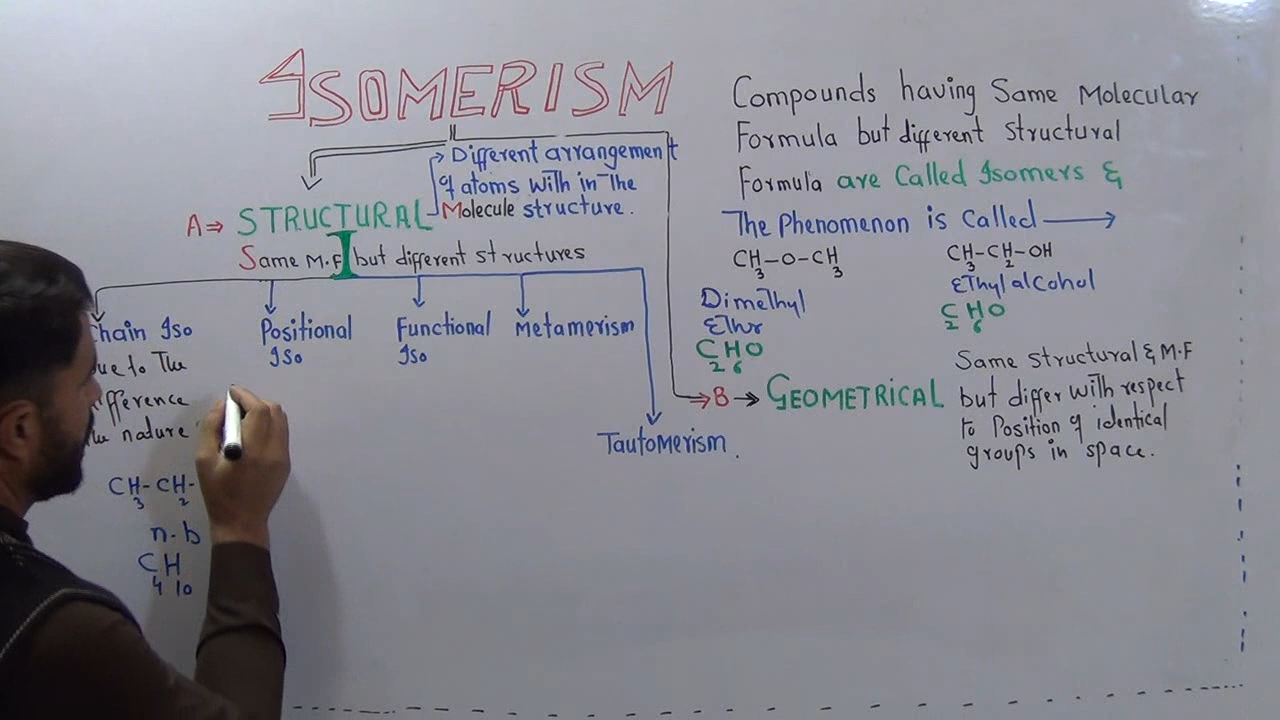 ISOMERISM
Different arrangement
of atoms with in the
A⇒ STRUCTURAL Molecule structure.
Same M.F but different structures
Chain Iso
Due to The
difference
the nature
CH3-CH2-
n-b
C4H10
Positional
Iso
Functional
Iso
Metamerism
Tautomerism.
Compounds having Same Molecular
Formula but different structural
Formula are Called Isomers &
The Phenomenon is Called →
CH3-O-CH3
Dimethyl
Ethr
C2H6O
CH3-CH2-OH
Ethyl alcohol
C2H6O
B → GEOMETRICAL
Same structural & M.F
but differ with respect
to Position of identical
groups in space.